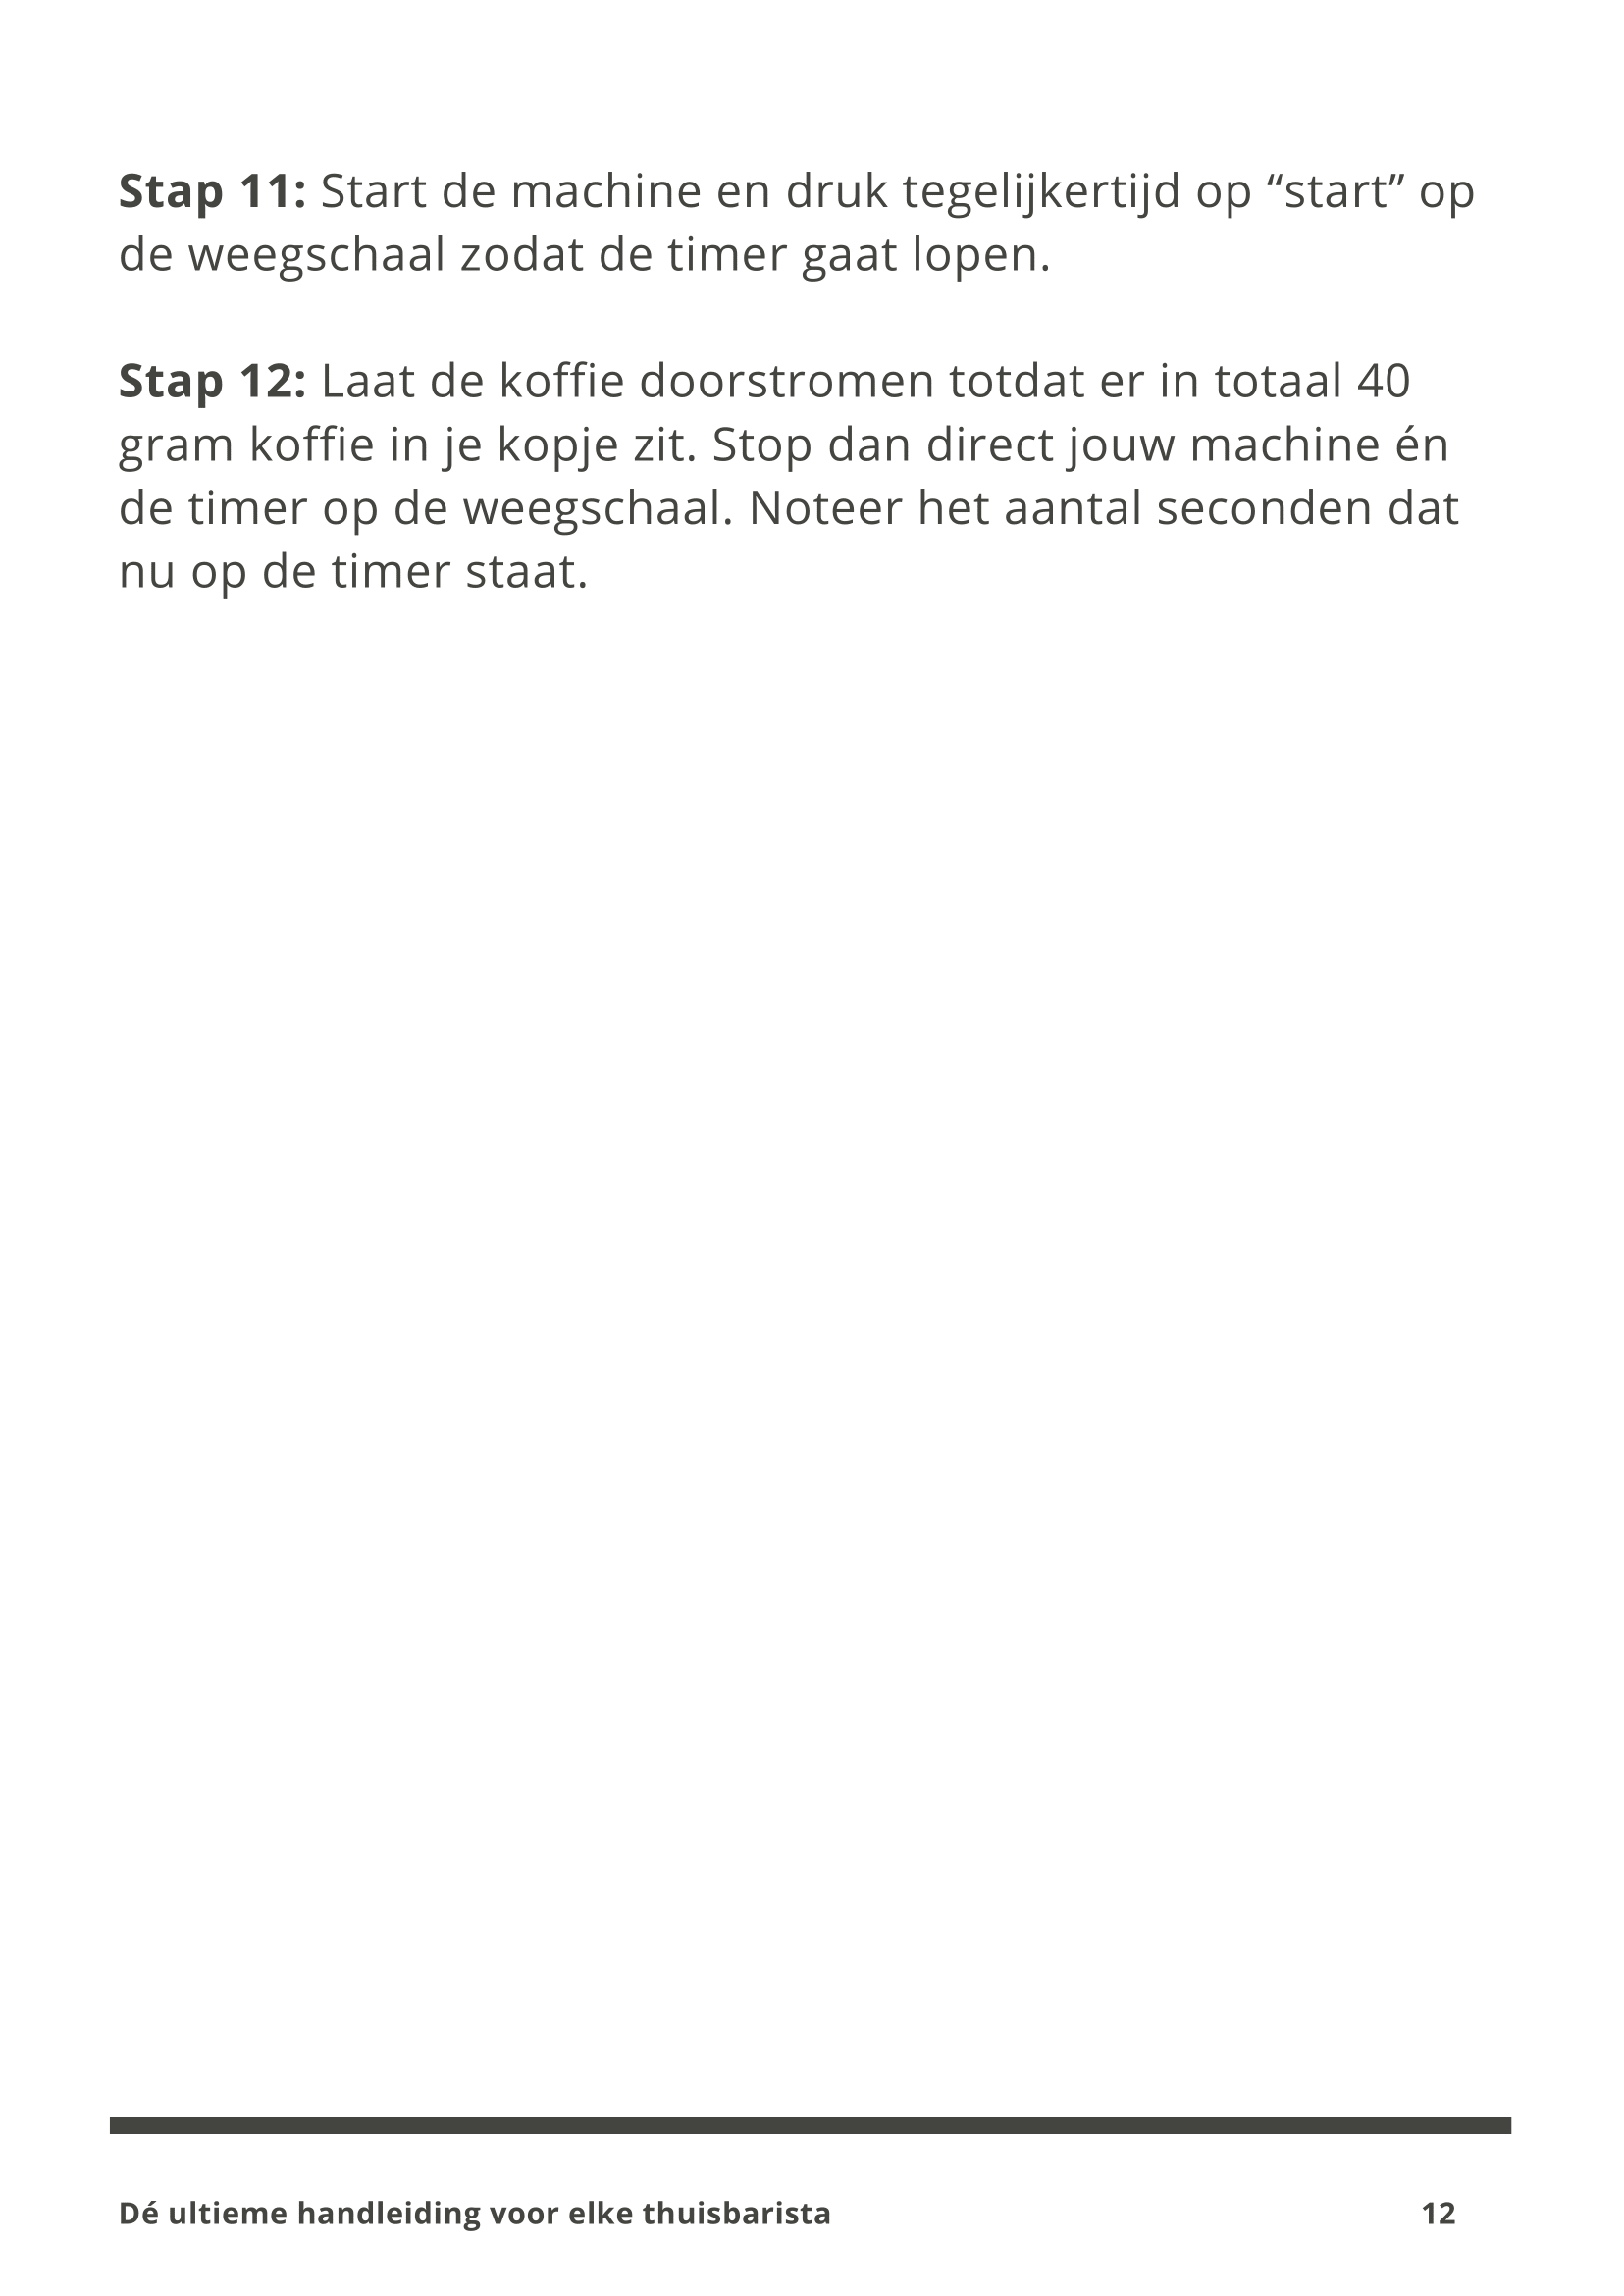 Stap 11: Start de machine en druk tegelijkertijd op “start” op
de weegschaal zodat de timer gaat lopen.
Stap 12: Laat de koffie doorstromen totdat er in totaal 40
gram koffie in je kopje zit. Stop dan direct jouw machine én
de timer op de weegschaal. Noteer het aantal seconden dat
nu op de timer staat.
Dé ultieme handleiding voor elke thuisbarista 12